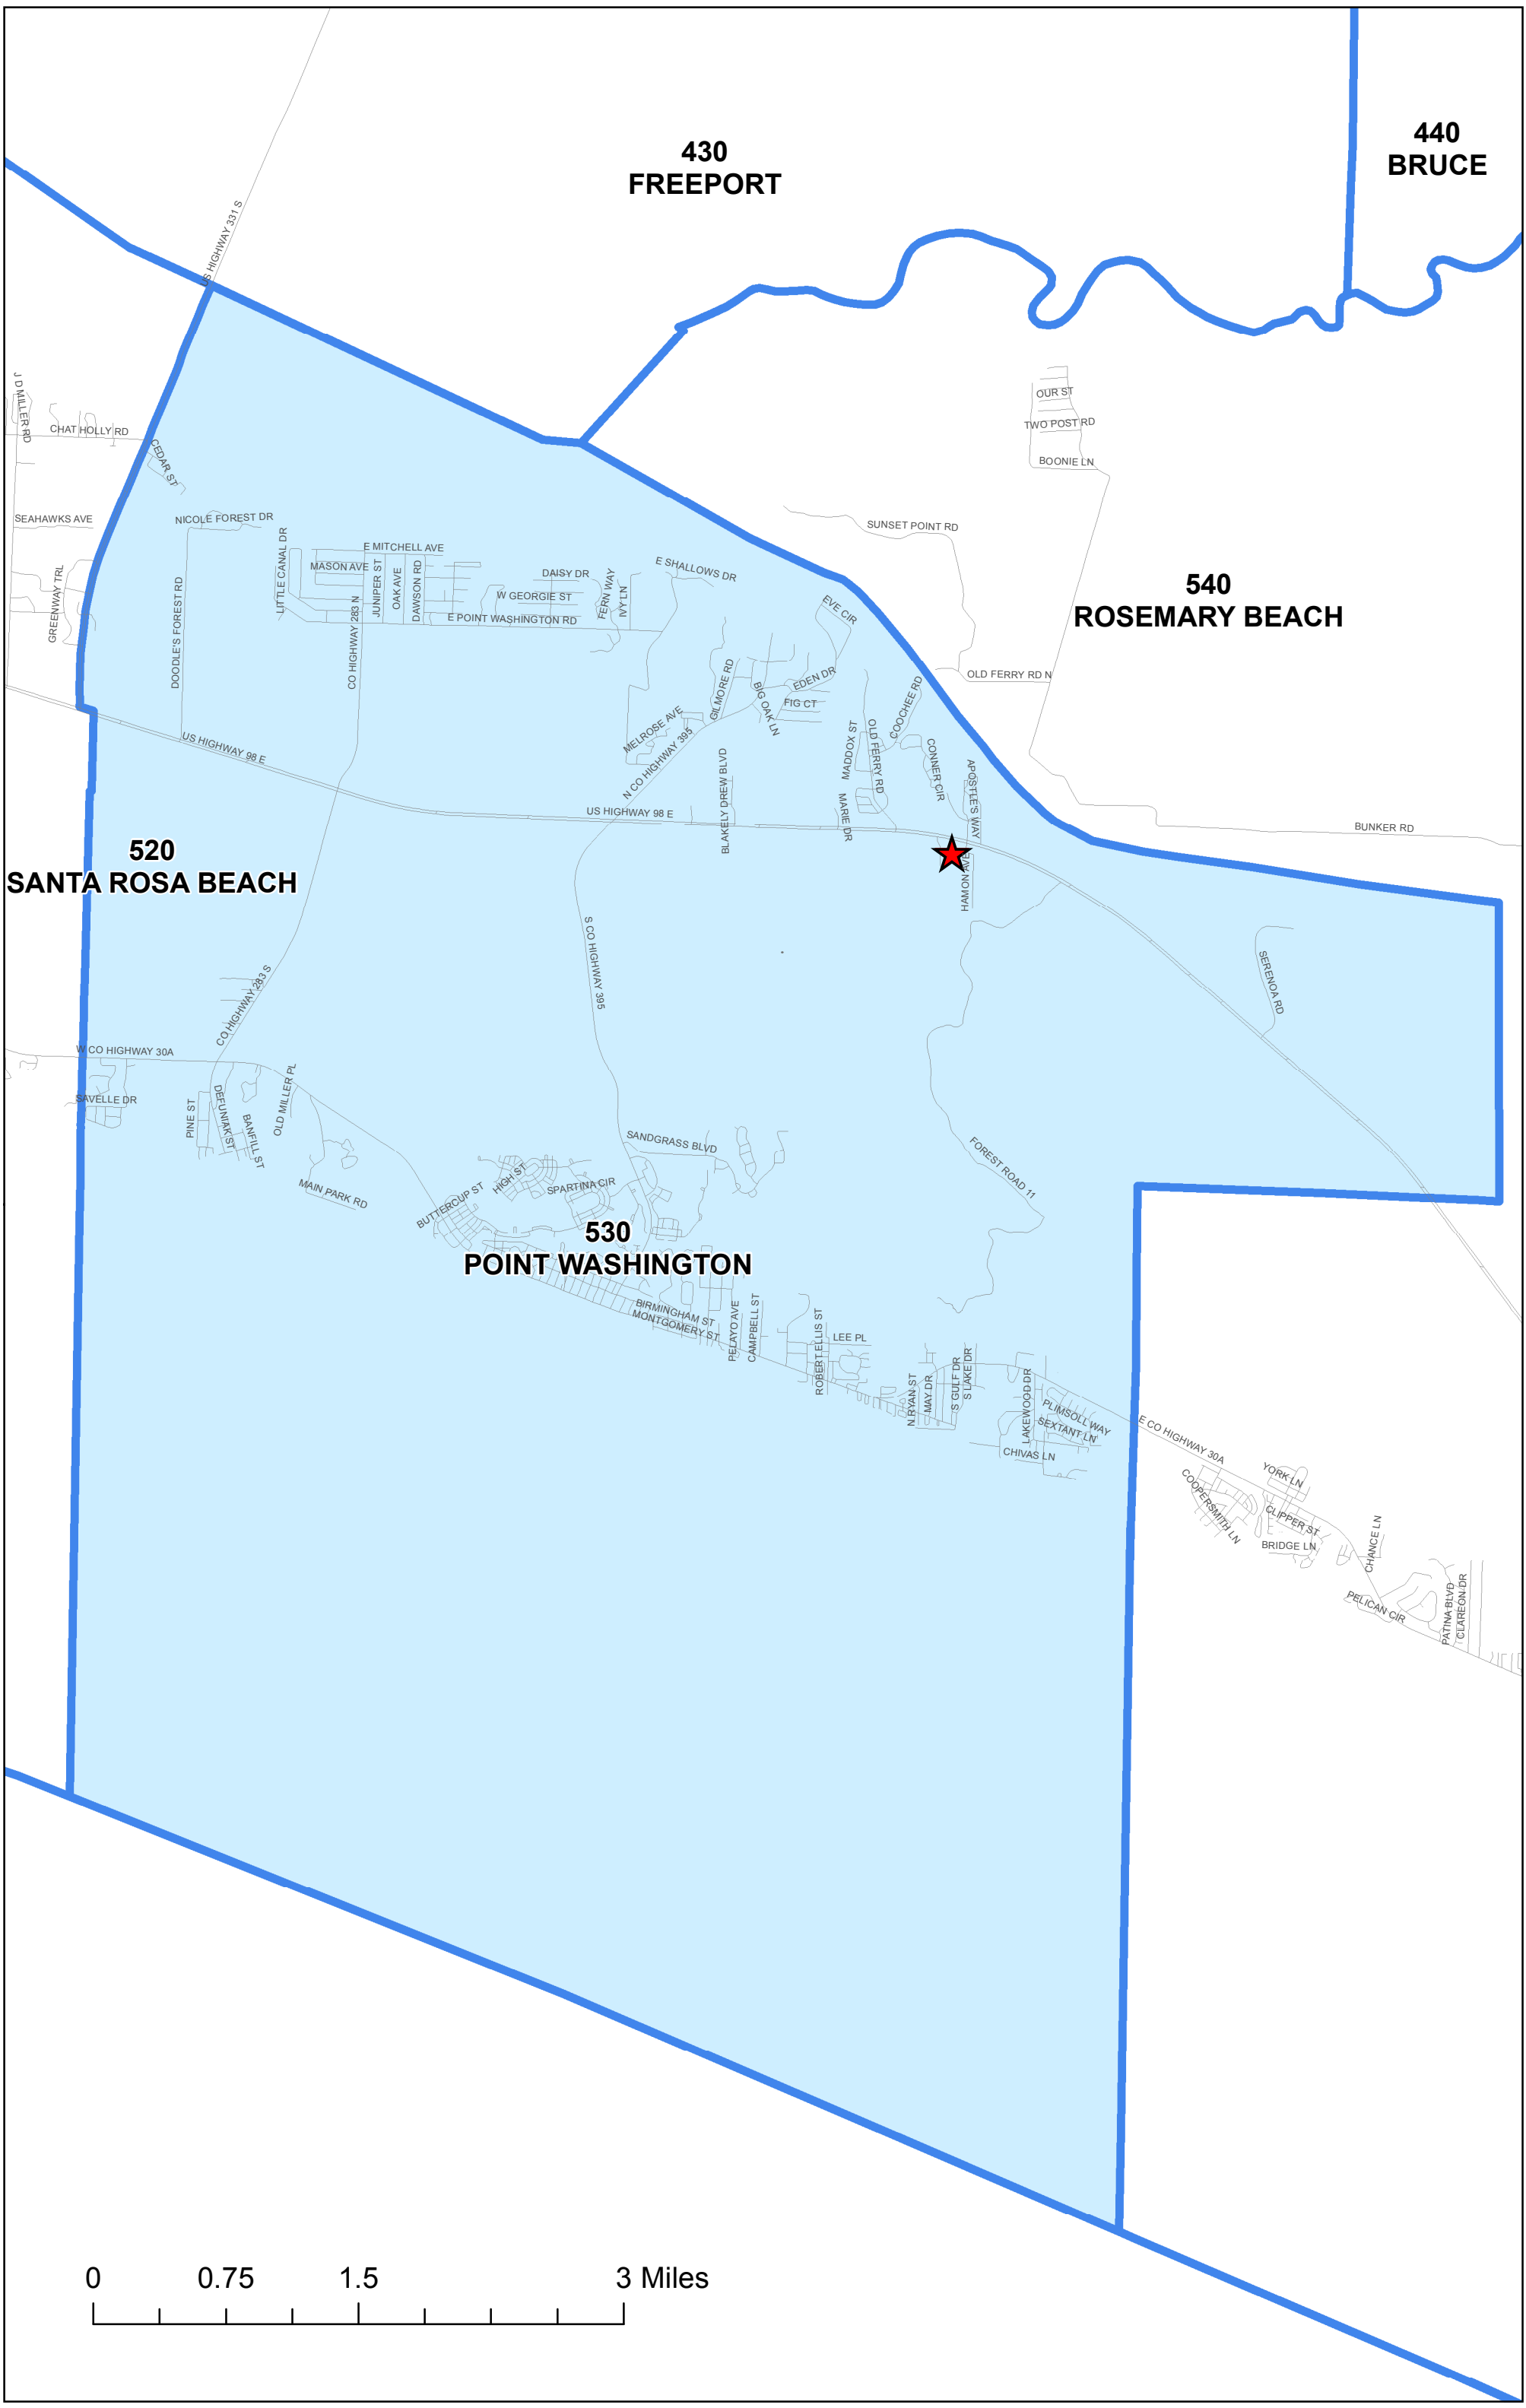 430
FREEPORT
440
BRUCE
US HIGHWAY 331 S
J D MILLER RD
CHAT HOLLY RD
CEDAR ST
OUR ST
TWO POST RD
BOONIE LN
SEAHAWKS AVE
NICOLE FOREST DR
SUNSET POINT RD
E MITCHELL AVE
MASON AVE
LITTLE CANAL DR
JUNIPER ST
OAK AVE
DAWSON RD
DAISY DR
E SHALLOWS DR
W GEORGIE ST
FERN WAY
IVY LN
540
ROSEMARY BEACH
GREENWAY TRL
DOODLE'S FOREST RD
CO HIGHWAY 283 N
E POINT WASHINGTON RD
EVE CIR
EDEN DR
FIG CT
OLD FERRY RD N
GILMORE RD
BIG OAK LN
MELROSE AVE
N CO HIGHWAY 395
COOCHEE RD
MADDOX ST
OLD FERRY RD
CONNER CIR
APOSTLES WAY
US HIGHWAY 98 E
US HIGHWAY 98 E
BLAKELY DREW BLVD
MARIE DR
BUNKER RD
520
SANTA ROSA BEACH
HAMON AVE
S CO HIGHWAY 395
SERENOA RD
CO HIGHWAY 283 S
W CO HIGHWAY 30A
SAVELLE DR
PINE ST
DEFUNIAK ST
BANFILL ST
OLD MILLER PL
MAIN PARK RD
SANDGRASS BLVD
FOREST ROAD 11
HIGH ST
SPARTINA CIR
BUTTERCUP ST
530
POINT WASHINGTON
BIRMINGHAM ST
MONTGOMERY ST
PELAYO AVE
CAMPBELL ST
ROBERT ELLIS ST
LEE PL
N RYAN ST
MAY DR
S GULF DR
S LAKE DR
LAKEWOOD DR
PLIMSOLL WAY
SEXTANT LN
CHIVAS LN
E CO HIGHWAY 30A
COOPERSMITH LN
YORK LN
CLIPPER ST
BRIDGE LN
CHANCE LN
PELICAN CIR
PATINA BLVD
CLAREON DR
0 0.75 1.5 3 Miles